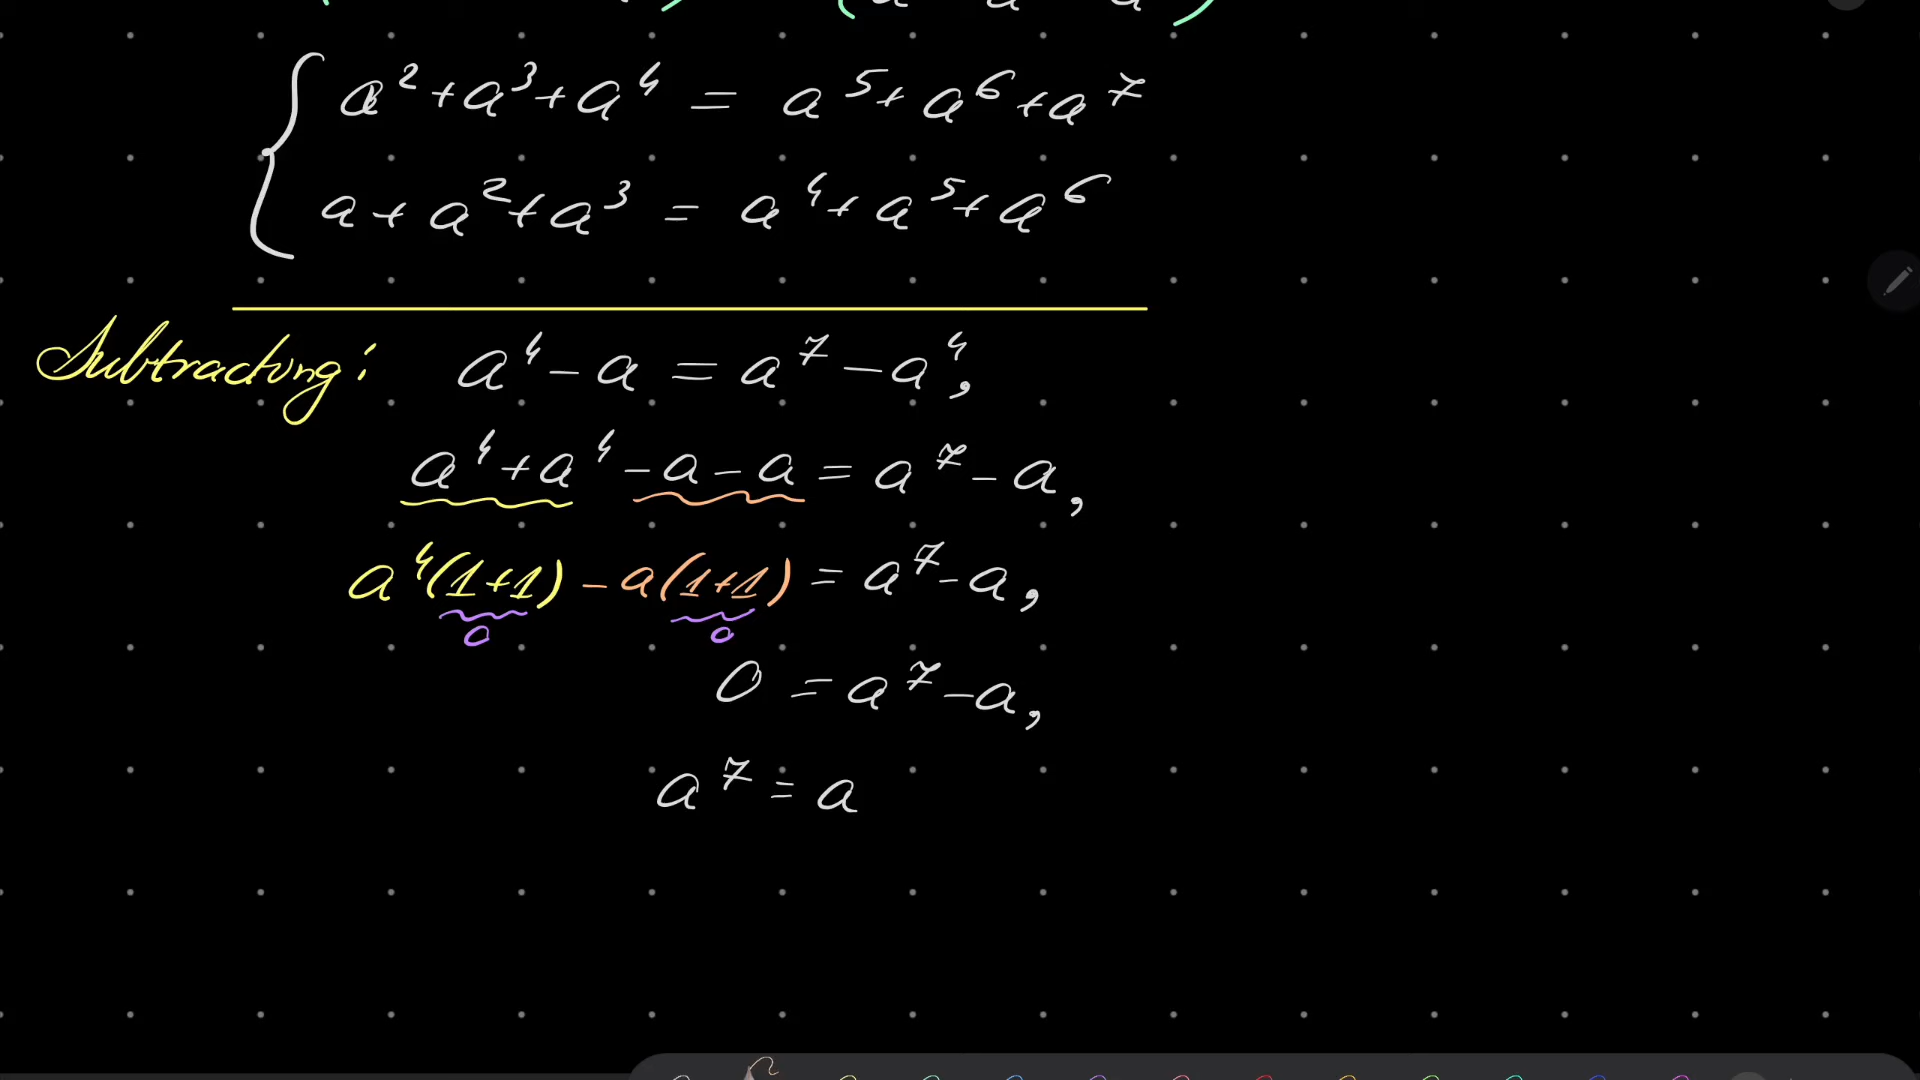 a² + a³ + a⁴ = a⁵ + a⁶ + a⁷
a + a² + a³ = a⁴ + a⁵ + a⁶
Subtracting: a⁴ − a = a⁷ − a⁴,
a⁴ + a⁴ − a − a = a⁷ − a,
a⁴(1+1) − a(1+1) = a⁷ − a,
0 0
0 = a⁷ − a,
a⁷ = a